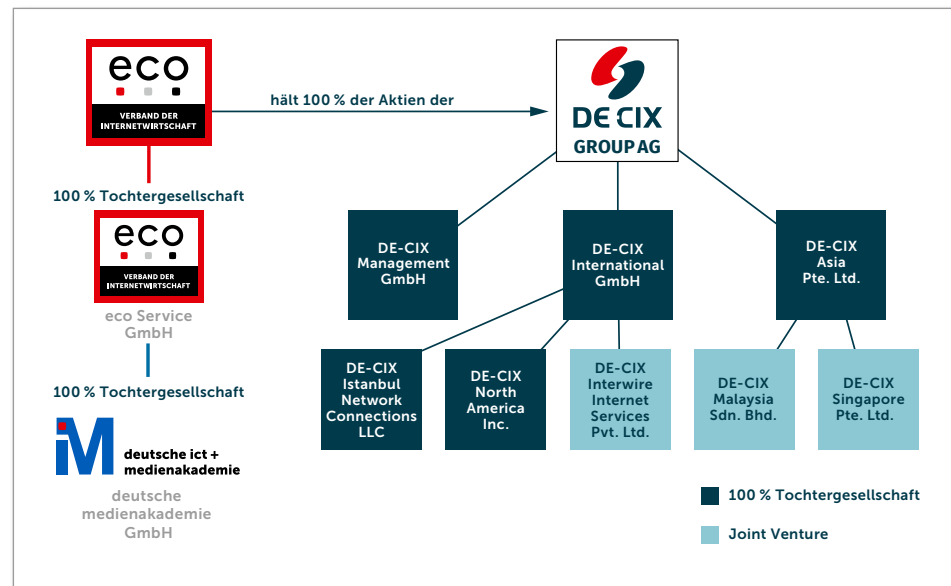 eco
VERBAND DER
INTERNETWIRTSCHAFT
hält 100 % der Aktien der
DE CIX
GROUP AG
100 % Tochtergesellschaft
eco
VERBAND DER
INTERNETWIRTSCHAFT
eco Service
GmbH
100 % Tochtergesellschaft
iM
deutsche ict +
medienakademie
deutsche
medienakademie
GmbH
DE-CIX
Management
GmbH
DE-CIX
International
GmbH
DE-CIX
Asia
Pte. Ltd.
DE-CIX
Istanbul
Network
Connections
LLC
DE-CIX
North
America
Inc.
DE-CIX
Interwire
Internet
Services
Pvt. Ltd.
DE-CIX
Malaysia
Sdn. Bhd.
DE-CIX
Singapore
Pte. Ltd.
100 % Tochtergesellschaft
Joint Venture